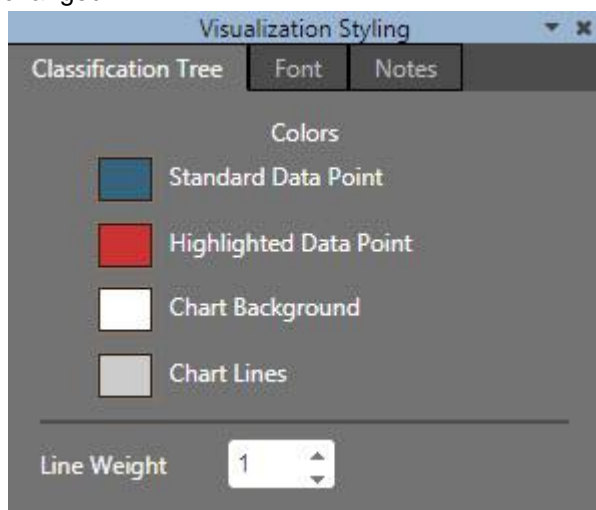 Visualization Styling
Classification Tree Font Notes
Colors
Standard Data Point
Highlighted Data Point
Chart Background
Chart Lines
Line Weight 1